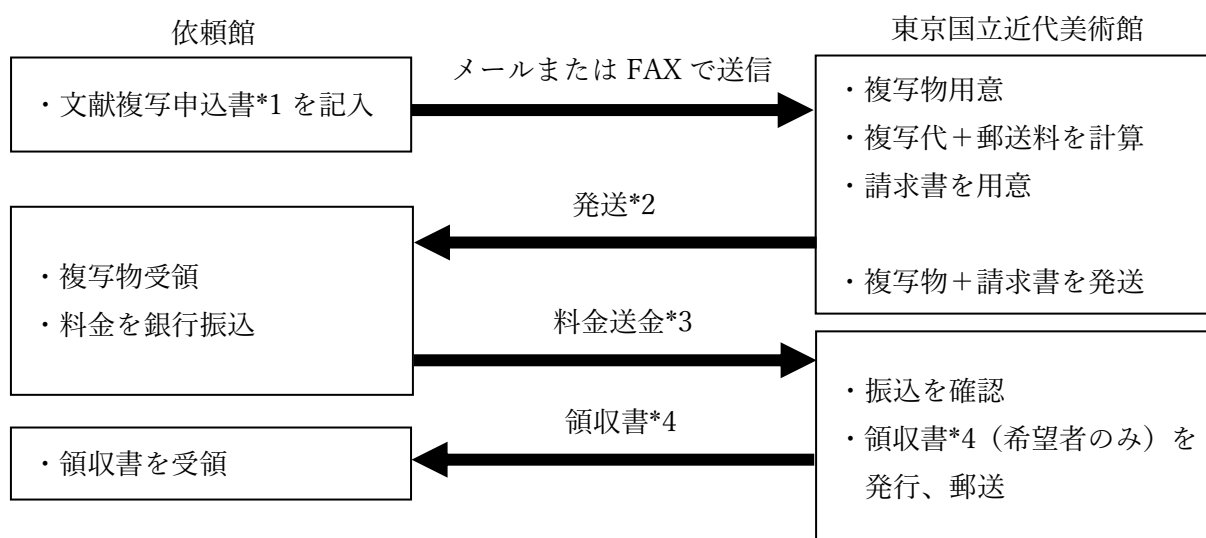 依頼館
東京国立近代美術館
・文献複写申込書*1 を記入
メールまたは FAX で送信
・複写物用意
・複写代＋郵送料を計算
・請求書を用意
・複写物＋請求書を発送
発送*2
・複写物受領
・料金を銀行振込
料金送金*3
・振込を確認
・領収書*4（希望者のみ）を
発行、郵送
領収書*4
・領収書を受領